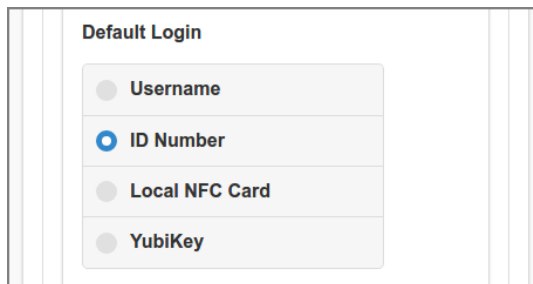 Default Login
Username
ID Number
Local NFC Card
YubiKey